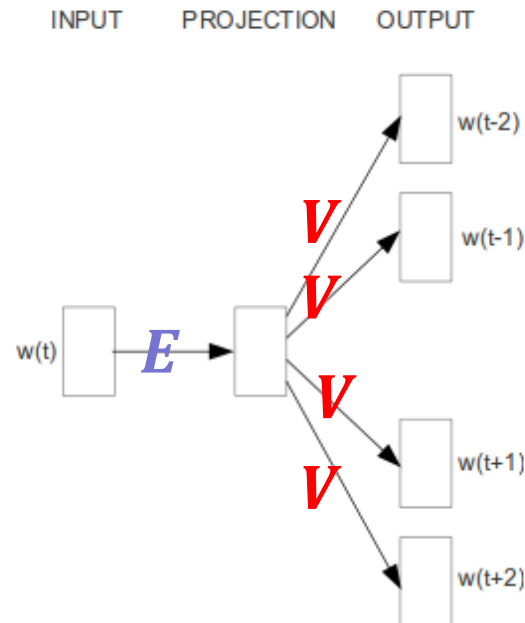 INPUT PROJECTION OUTPUT
w(t-2)
V
w(t-1)
V
w(t) E
V
w(t+1)
V
w(t+2)